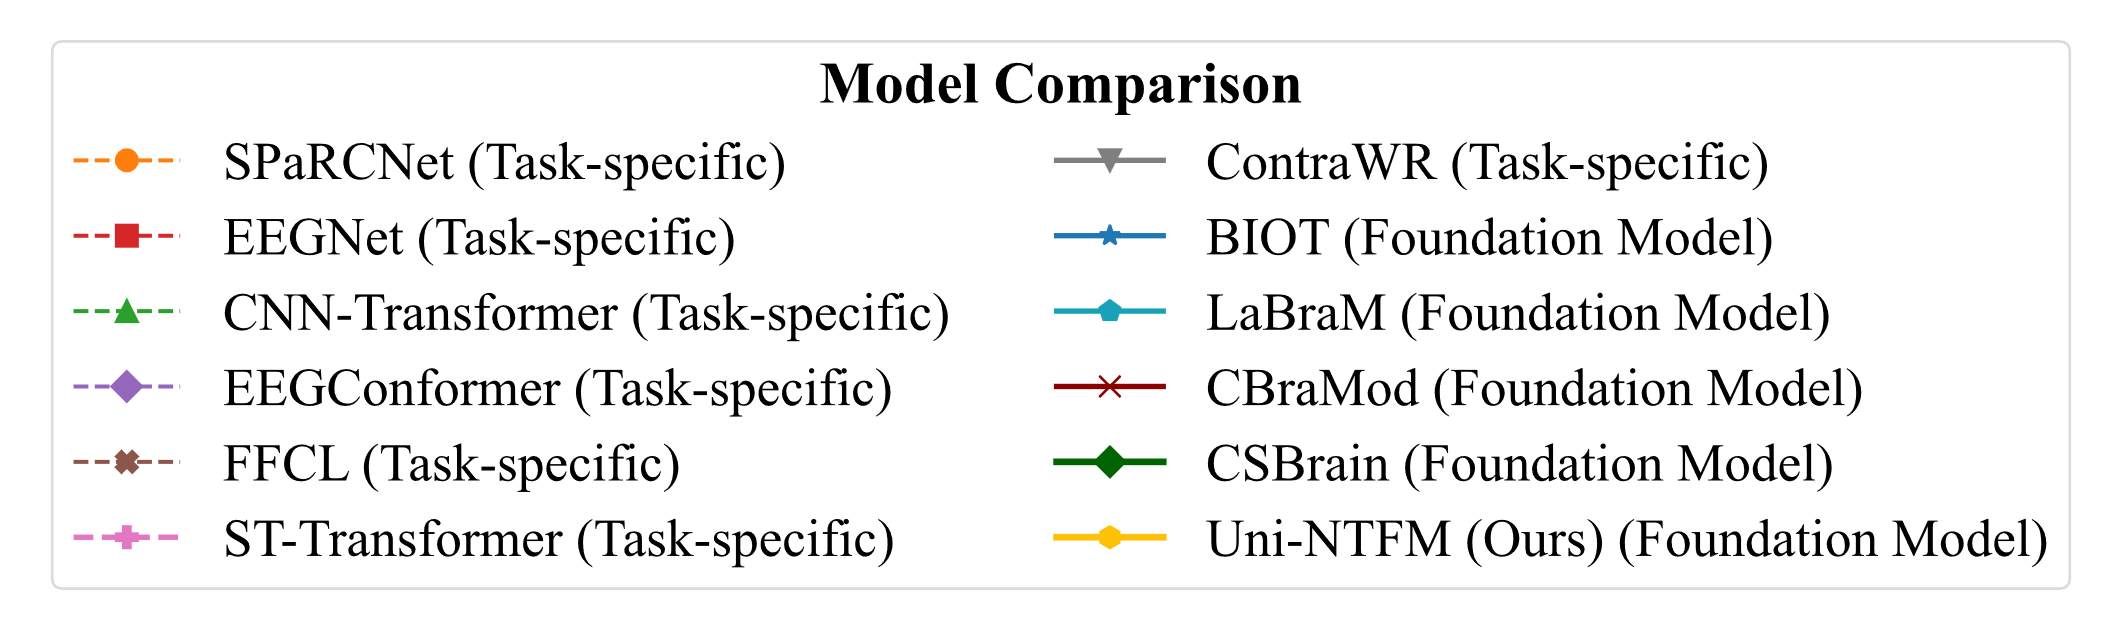 Model Comparison
SPaRCNet (Task-specific)
EEGNet (Task-specific)
CNN-Transformer (Task-specific)
EEGConformer (Task-specific)
FFCL (Task-specific)
ST-Transformer (Task-specific)
ContraWR (Task-specific)
BIOT (Foundation Model)
LaBraM (Foundation Model)
CBraMod (Foundation Model)
CSBrain (Foundation Model)
Uni-NTFM (Ours) (Foundation Model)